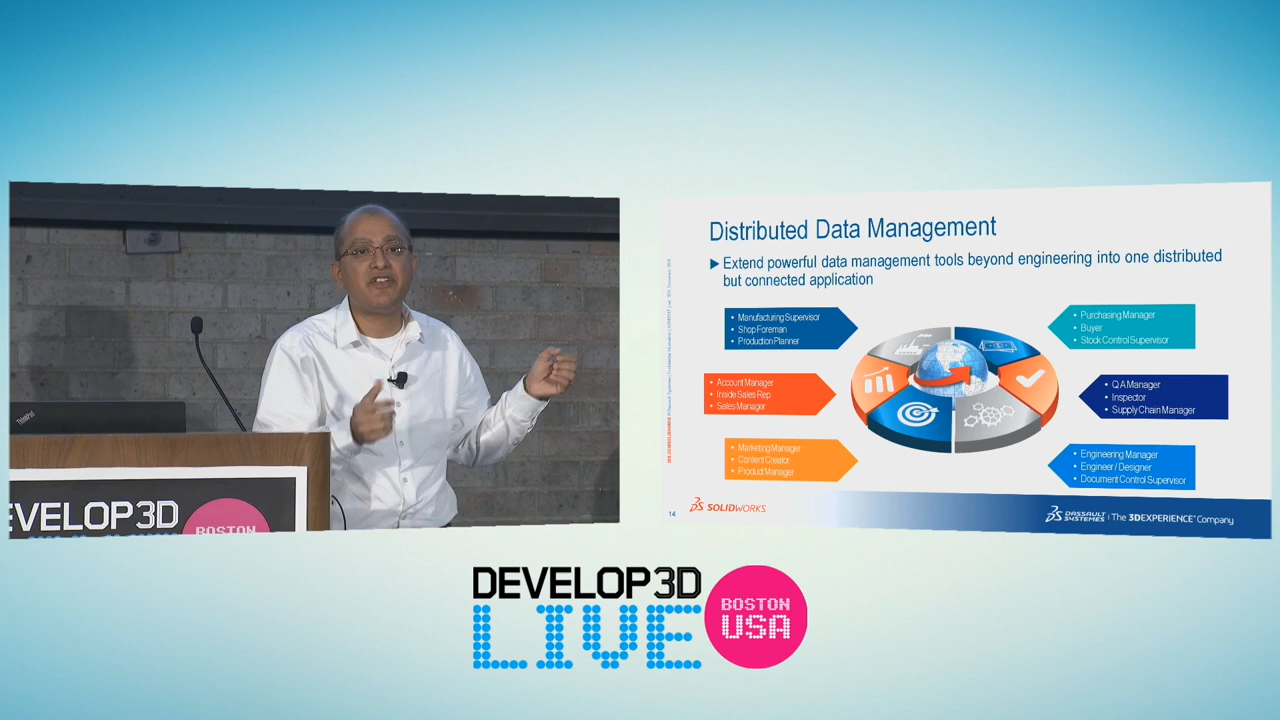 ThinkPad
EVELOP3D
BOSTON
Distributed Data Management
Extend powerful data management tools beyond engineering into one distributed
but connected application
• Manufacturing Supervisor
• Shop Foreman
• Production Planner
• Account Manager
• Inside Sales Rep
• Sales Manager
• Marketing Manager
• Content Creator
• Product Manager
• Purchasing Manager
• Buyer
• Stock Control Supervisor
• QA Manager
• Inspector
• Supply Chain Manager
• Engineering Manager
• Engineer / Designer
• Document Control Supervisor
14
SOLIDWORKS
DASSAULT
SYSTEMES
The 3DEXPERIENCE Company
DEVELOP3D
LIVE
BOSTON
USA